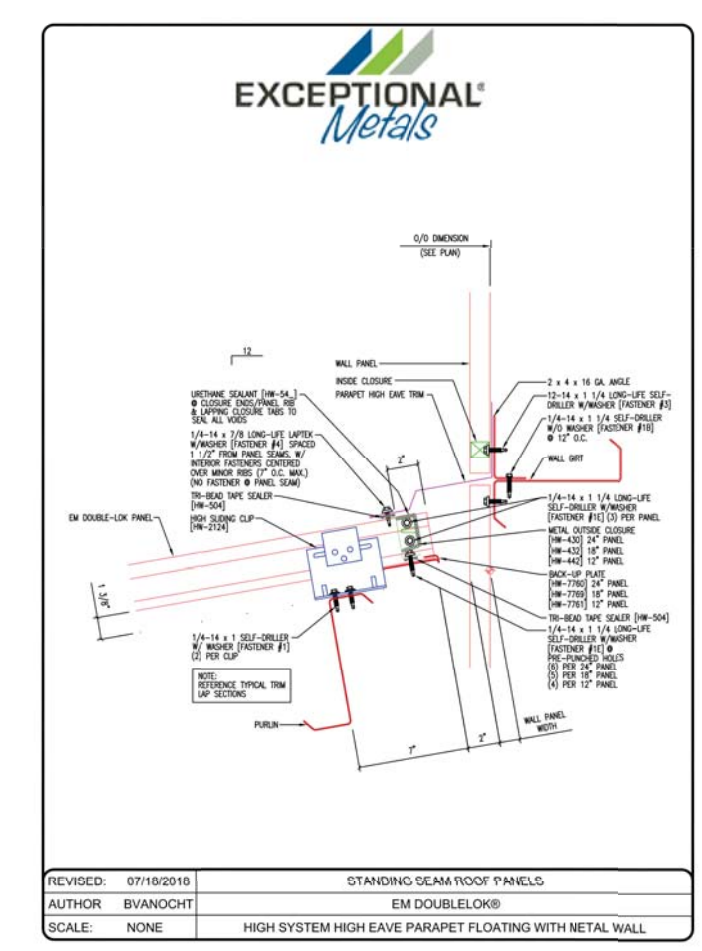 EXCEPTIONAL®
Metals
O/O DIMENSION
(SEE PLAN)
12
WALL PANEL
INSIDE CLOSURE
PARAPET HIGH EAVE TRIM
URETHANE SEALANT [HW-54_]
@ CLOSURE ENDS/PANEL RIB
& LAPPING CLOSURE TABS TO
SEAL ALL VOIDS
1/4-14 x 7/8 LONG-LIFE LAPTEK
W/WASHER [FASTENER #4] SPACED
1 1/2" FROM PANEL SEAMS. W/
INTERIOR FASTENERS CENTERED
OVER MINOR RIBS (7" O.C. MAX.)
(NO FASTENER @ PANEL SEAM)
TRI-BEAD TAPE SEALER
[HW-504]
HIGH SLIDING CLIP
[HW-2124]
EM DOUBLE-LOK PANEL
2"
2 x 4 x 16 GA. ANGLE
12-14 x 1 1/4 LONG-LIFE SELF-
DRILLER W/WASHER [FASTENER #3]
1/4-14 x 1 1/4 SELF-DRILLER
W/O WASHER [FASTENER #1B]
@ 12" O.C.
WALL GIRT
1/4-14 x 1 1/4 LONG-LIFE
SELF-DRILLER W/WASHER
[FASTENER #1E] (3) PER PANEL
METAL OUTSIDE CLOSURE
[HW-430] 24" PANEL
[HW-432] 18" PANEL
[HW-442] 12" PANEL
BACK-UP PLATE
[HW-7760] 24" PANEL
[HW-7769] 18" PANEL
[HW-7761] 12" PANEL
TRI-BEAD TAPE SEALER [HW-504]
1/4-14 x 1 1/4 LONG-LIFE
SELF-DRILLER W/WASHER
[FASTENER #1E] @
PRE-PUNCHED HOLES
(6) PER 24" PANEL
(5) PER 18" PANEL
(4) PER 12" PANEL
1 3/8"
1/4-14 x 1 SELF-DRILLER
W/ WASHER [FASTENER #1]
(2) PER CLIP
NOTE:
REFERENCE TYPICAL TRIM
LAP SECTIONS
PURLIN
7"
2"
WALL PANEL
WIDTH
REVISED: 07/18/2018 STANDING SEAM ROOF PANELS
AUTHOR BVANOCHT EM DOUBLELOK®
SCALE: NONE HIGH SYSTEM HIGH EAVE PARAPET FLOATING WITH NETAL WALL